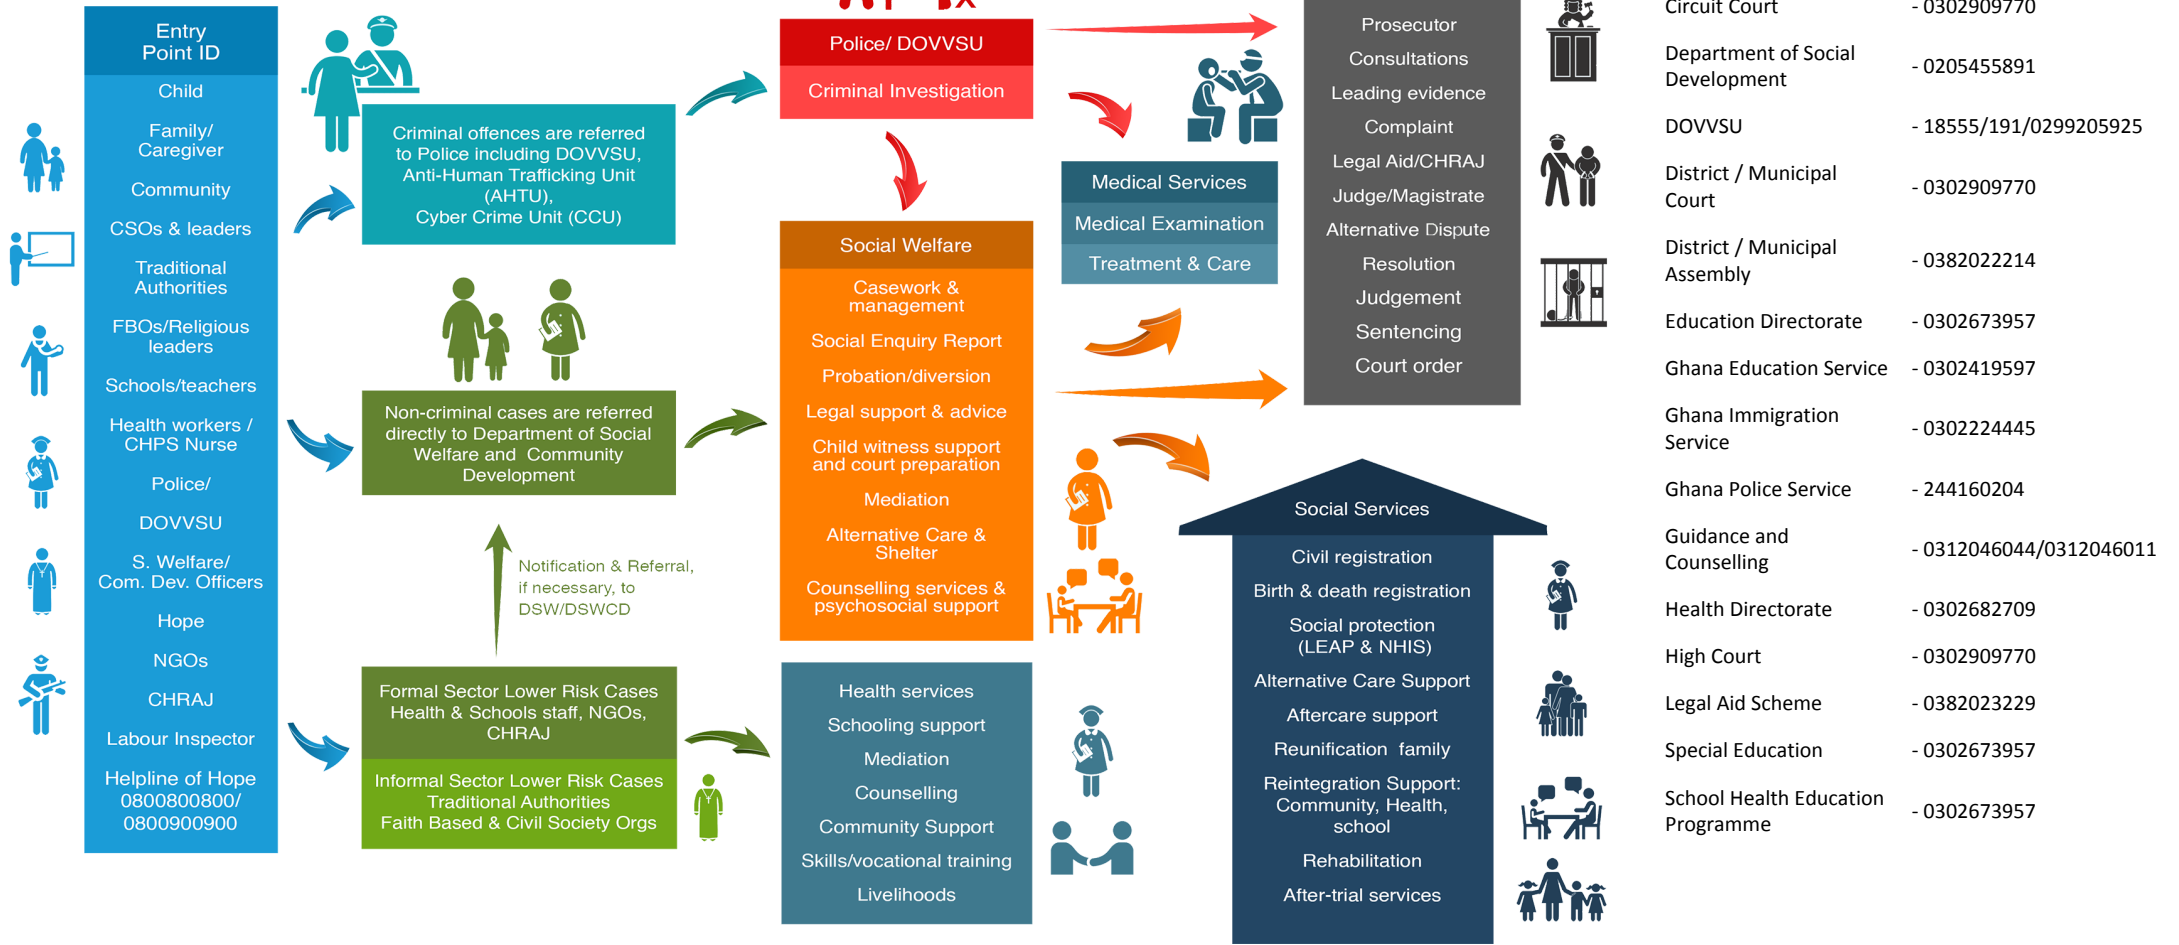 Entry
Point ID
Child
Family/
Caregiver
Community
CSOs & leaders
Traditional
Authorities
FBOs/Religious
leaders
Schools/teachers
Health workers /
CHPS Nurse
Police/
DOVVSU
S. Welfare/
Com. Dev. Officers
Hope
NGOs
CHRAJ
Labour Inspector
Helpline of Hope
0800800800/
0800900900
Criminal offences are referred
to Police including DOVVSU,
Anti-Human Trafficking Unit
(AHTU),
Cyber Crime Unit (CCU)
Non-criminal cases are referred
directly to Department of Social
Welfare and Community
Development
Notification & Referral,
if necessary, to
DSW/DSWCD
Formal Sector Lower Risk Cases
Health & Schools staff, NGOs,
CHRAJ
Informal Sector Lower Risk Cases
Traditional Authorities
Faith Based & Civil Society Orgs
Police/ DOVVSU
Criminal Investigation
Social Welfare
Casework &
management
Social Enquiry Report
Probation/diversion
Legal support & advice
Child witness support
and court preparation
Mediation
Alternative Care &
Shelter
Counselling services &
psychosocial support
Health services
Schooling support
Mediation
Counselling
Community Support
Skills/vocational training
Livelihoods
Medical Services
Medical Examination
Treatment & Care
Prosecutor
Consultations
Leading evidence
Complaint
Legal Aid/CHRAJ
Judge/Magistrate
Alternative Dispute
Resolution
Judgement
Sentencing
Court order
Social Services
Civil registration
Birth & death registration
Social protection
(LEAP & NHIS)
Alternative Care Support
Aftercare support
Reunification family
Reintegration Support:
Community, Health,
school
Rehabilitation
After-trial services
Circuit Court - 0302909770
Department of Social
Development - 0205455891
DOVVSU - 18555/191/0299205925
District / Municipal
Court - 0302909770
District / Municipal
Assembly - 0382022214
Education Directorate - 0302673957
Ghana Education Service - 0302419597
Ghana Immigration
Service - 0302224445
Ghana Police Service - 244160204
Guidance and
Counselling - 0312046044/0312046011
Health Directorate - 0302682709
High Court - 0302909770
Legal Aid Scheme - 0382023229
Special Education - 0302673957
School Health Education
Programme - 0302673957